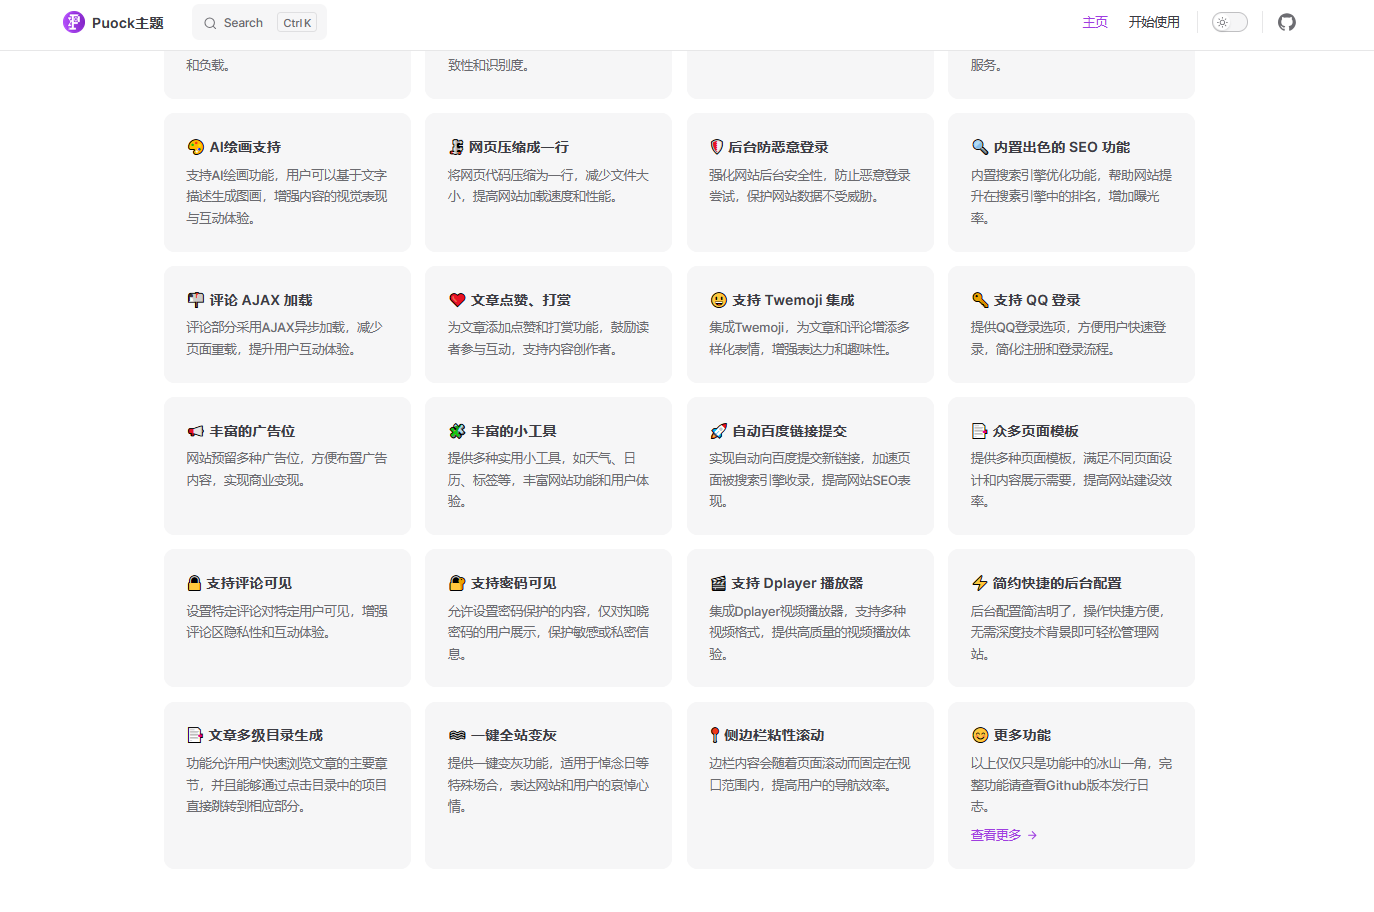 Puock主题
Search
Ctrl K
主页
开始使用
和负载。
致性和识别度。
服务。
AI绘画支持
支持AI绘画功能，用户可以基于文字
描述生成图画，增强内容的视觉表现
与互动体验。
网页压缩成一行
将网页代码压缩为一行，减少文件大
小，提高网站加载速度和性能。
后台防恶意登录
强化网站后台安全性，防止恶意登录
尝试，保护网站数据不受威胁。
内置出色的 SEO 功能
内置搜索引擎优化功能，帮助网站提
升在搜索引擎中的排名，增加曝光
率。
评论 AJAX 加载
评论部分采用AJAX异步加载，减少
页面重载，提升用户互动体验。
文章点赞、打赏
为文章添加点赞和打赏功能，鼓励读
者参与互动，支持内容创作者。
支持 Twemoji 集成
集成Twemoji，为文章和评论增添多
样化表情，增强表达力和趣味性。
支持 QQ 登录
提供QQ登录选项，方便用户快速登
录，简化注册和登录流程。
丰富的广告位
网站预留多种广告位，方便布置广告
内容，实现商业变现。
丰富的小工具
提供多种实用小工具，如天气、日
历、标签等，丰富网站功能和用户体
验。
自动百度链接提交
实现自动向百度提交新链接，加速页
面被搜索引擎收录，提高网站SEO表
现。
众多页面模板
提供多种页面模板，满足不同页面设
计和内容展示需要，提高网站建设效
率。
支持评论可见
设置特定评论对特定用户可见，增强
评论区隐私性和互动体验。
支持密码可见
允许设置密码保护的内容，仅对知晓
密码的用户展示，保护敏感或私密信
息。
支持 Dplayer 播放器
集成Dplayer视频播放器，支持多种
视频格式，提供高质量的视频播放体
验。
简约快捷的后台配置
后台配置简洁明了，操作快捷方便，
无需深度技术背景即可轻松管理网
站。
文章多级目录生成
功能允许用户快速浏览文章的主要章
节，并且能够通过点击目录中的项目
直接跳转到相应部分。
一键全站变灰
提供一键变灰功能，适用于悼念日等
特殊场合，表达网站和用户的哀悼心
情。
侧边栏粘性滚动
边栏内容会随着页面滚动而固定在视
口范围内，提高用户的导航效率。
更多功能
以上仅仅只是功能中的冰山一角，完
整功能请查看Github版本发行日
志。
查看更多 →